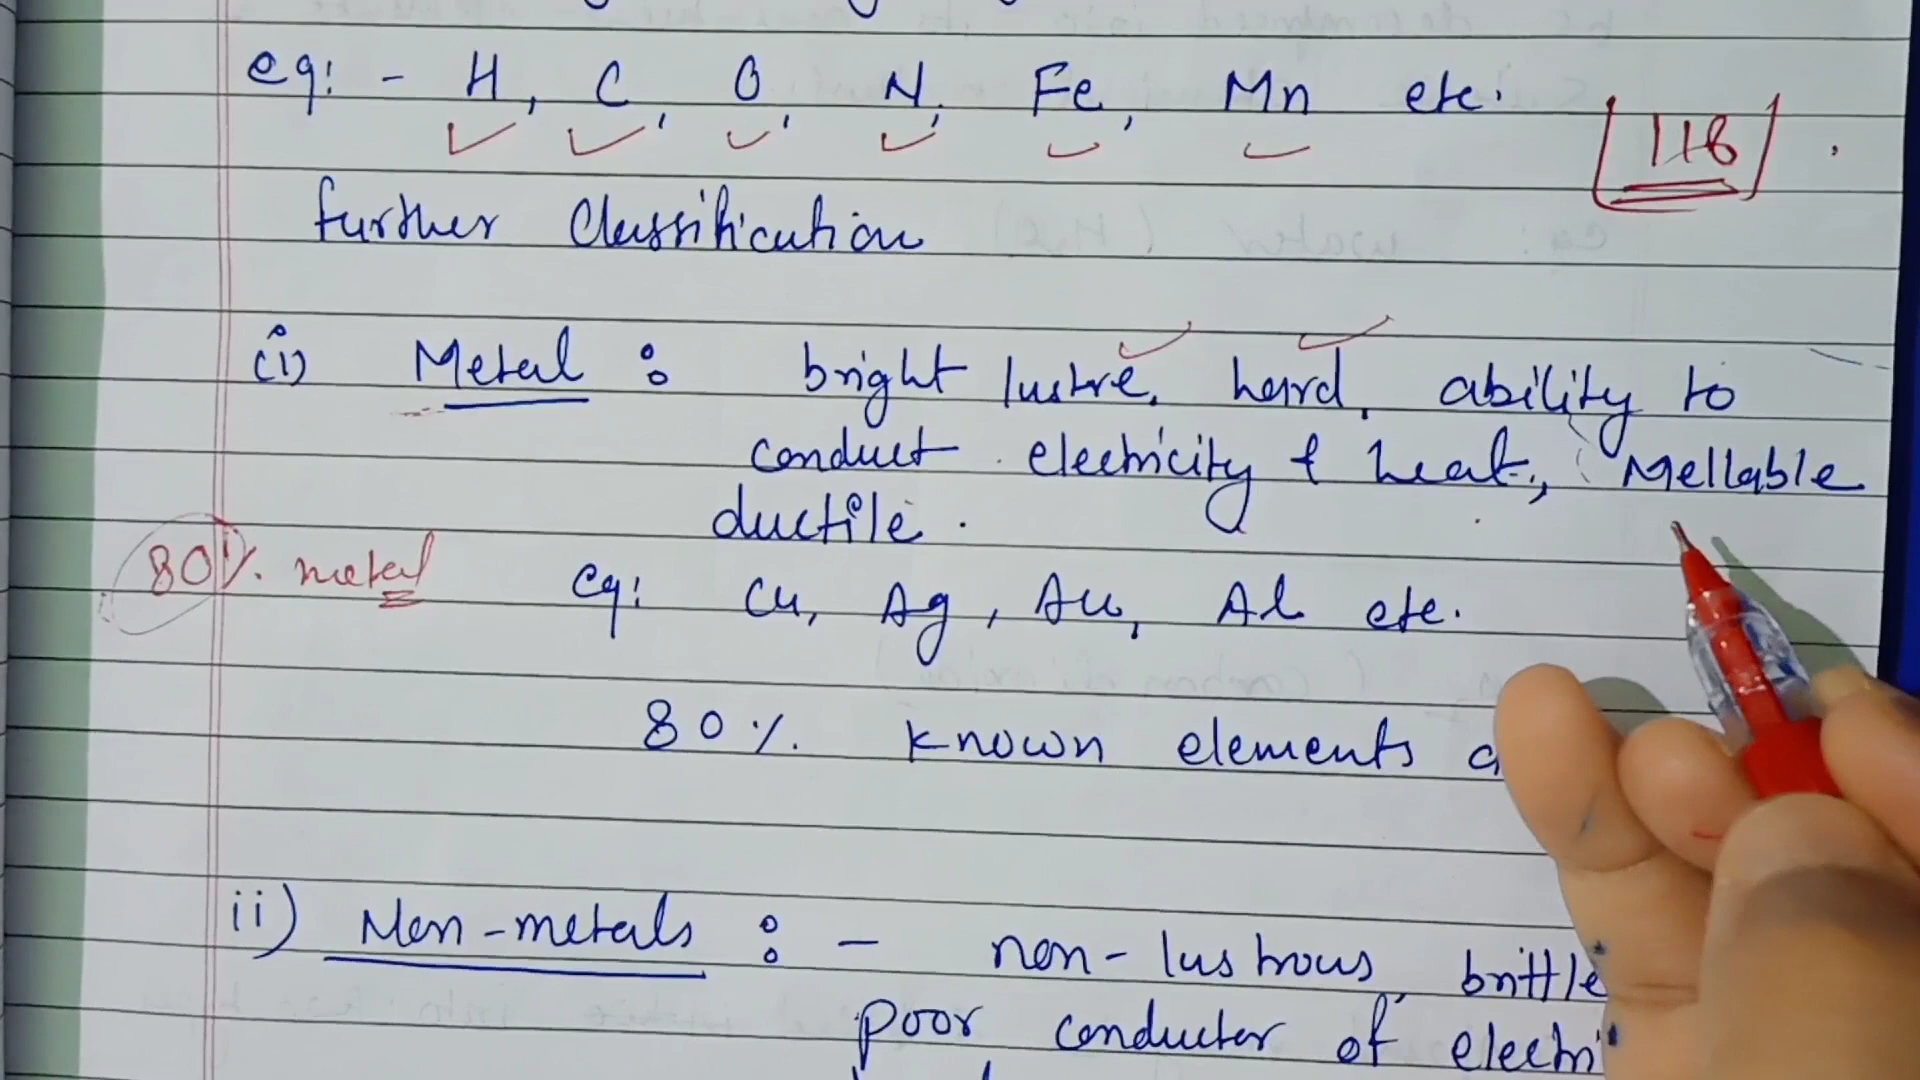 eg: - H, C, O, N, Fe, Mn etc.
118
further Classification
(i) Metal : bright lustre, hard, ability to
conduct electricity & heat, Mellable
ductile.
80% metal
eg: Cu, Ag, Au, Al etc.
80% known elements
ii) Non-metals : - non-lustrous, brittle
poor conductor of electri